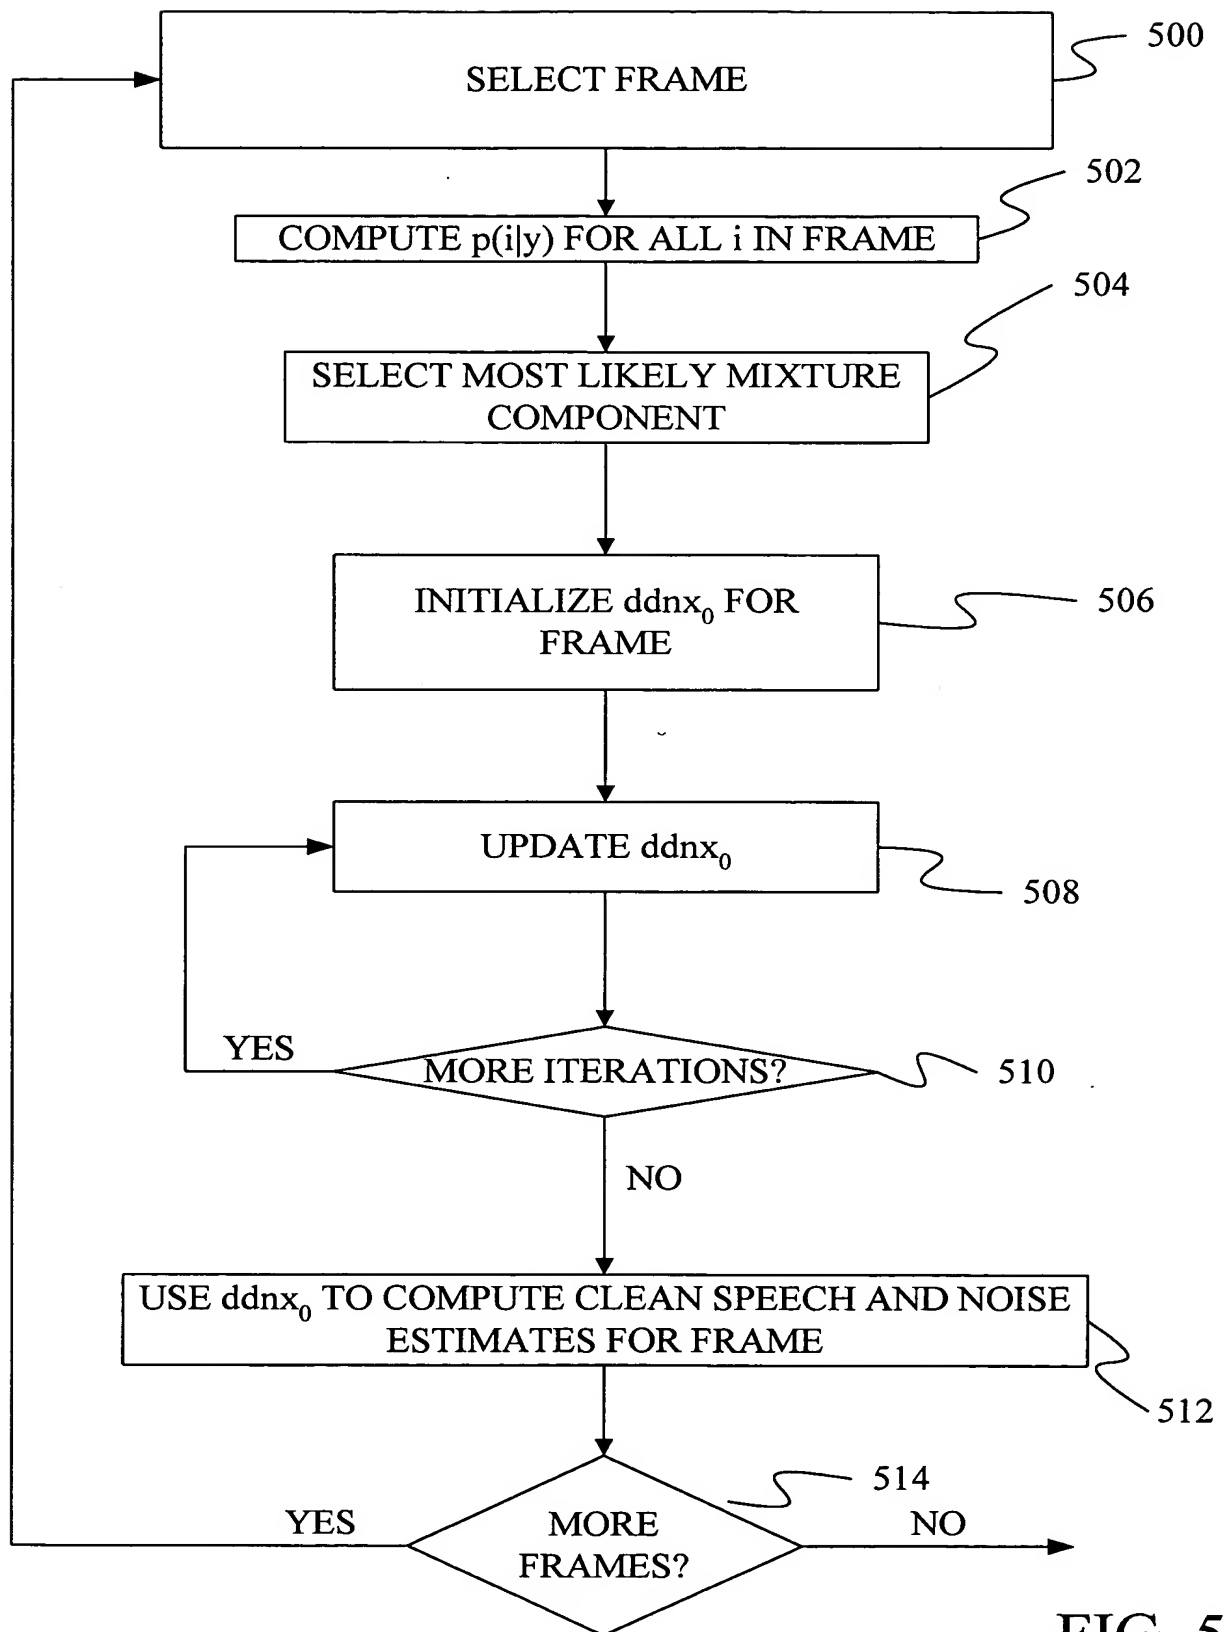 500
SELECT FRAME
502
COMPUTE p(i|y) FOR ALL i IN FRAME
504
SELECT MOST LIKELY MIXTURE
COMPONENT
INITIALIZE ddnx₀ FOR
FRAME
506
UPDATE ddnx₀
508
YES
MORE ITERATIONS?
510
NO
USE ddnx₀ TO COMPUTE CLEAN SPEECH AND NOISE
ESTIMATES FOR FRAME
512
514
YES
MORE
FRAMES?
NO
FIG. 5